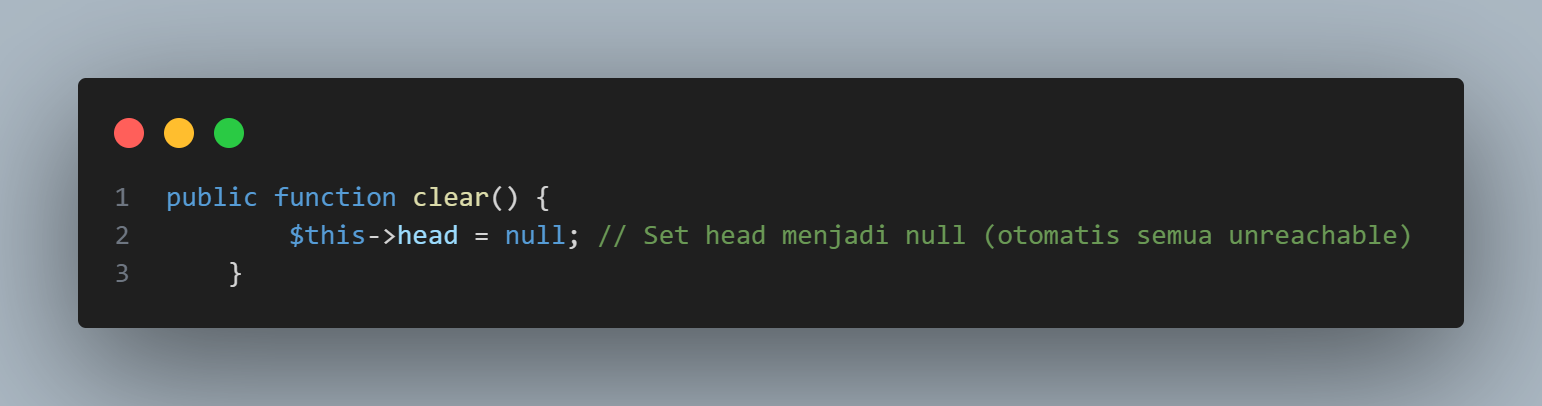 1 public function clear() {
2 $this->head = null; // Set head menjadi null (otomatis semua unreachable)
3 }